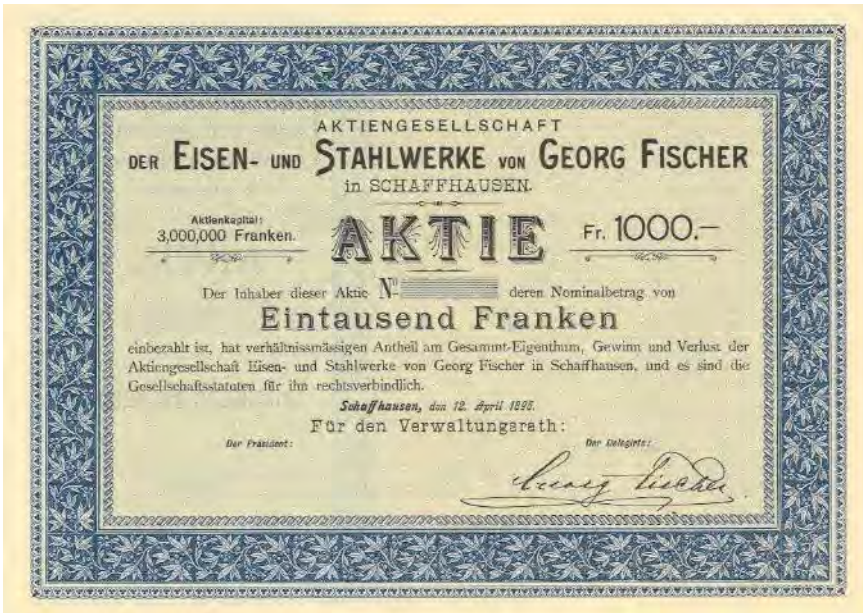 AKTIENGESELLSCHAFT
DER EISEN- UND STAHLWERKE VON GEORG FISCHER
in SCHAFFHAUSEN.
Aktienkapital:
3,000,000 Franken.
AKTIE
Fr. 1000.–
Der Inhaber dieser Aktie No deren Nominalbetrag von
Eintausend Franken
einbezahlt ist, hat verhältnissmässigen Antheil am Gesammt-Eigenthum, Gewinn und Verlust der
Aktiengesellschaft Eisen- und Stahlwerke von Georg Fischer in Schaffhausen, und es sind die
Gesellschaftsstatuten für ihn rechtsverbindlich.
Schaffhausen, den 12. April
Für den Verwaltungsrath:
Der Präsident:
Der Delegirte:
Georg Fischer